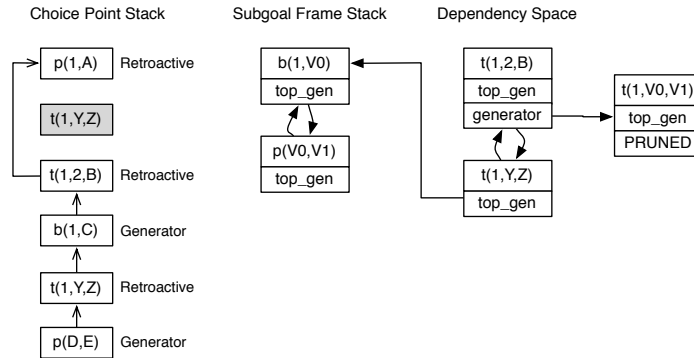 Choice Point Stack
p(1,A) Retroactive
t(1,Y,Z)
t(1,2,B) Retroactive
b(1,C) Generator
t(1,Y,Z) Retroactive
p(D,E) Generator
Subgoal Frame Stack
b(1,V0)
top_gen
p(V0,V1)
top_gen
Dependency Space
t(1,2,B)
top_gen
generator
t(1,Y,Z)
top_gen
t(1,V0,V1)
top_gen
PRUNED